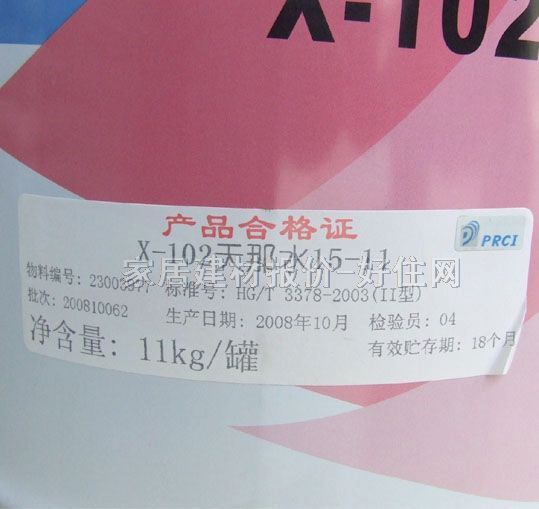 X-102
产品合格证
X-102天那水15-11
PRCI
家居建材报价-好住网
物料编号: 标准号: HG/T 3378-2003(II型)
批次: 200810062 生产日期: 2008年10月 检验员: 04
净含量: 11kg/罐 有效贮存期: 18个月